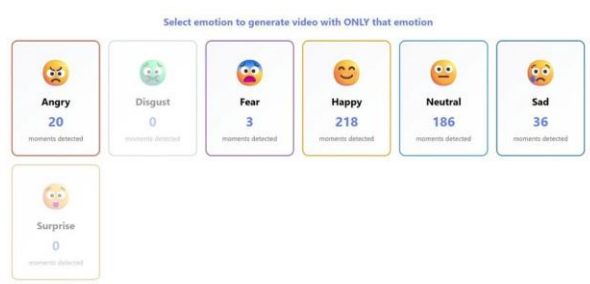 Select emotion to generate video with ONLY that emotion
Angry
20
moments detected
Disgust
0
moments detected
Fear
3
moments detected
Happy
218
moments detected
Neutral
186
moments detected
Sad
36
moments detected
Surprise
0
moments detected